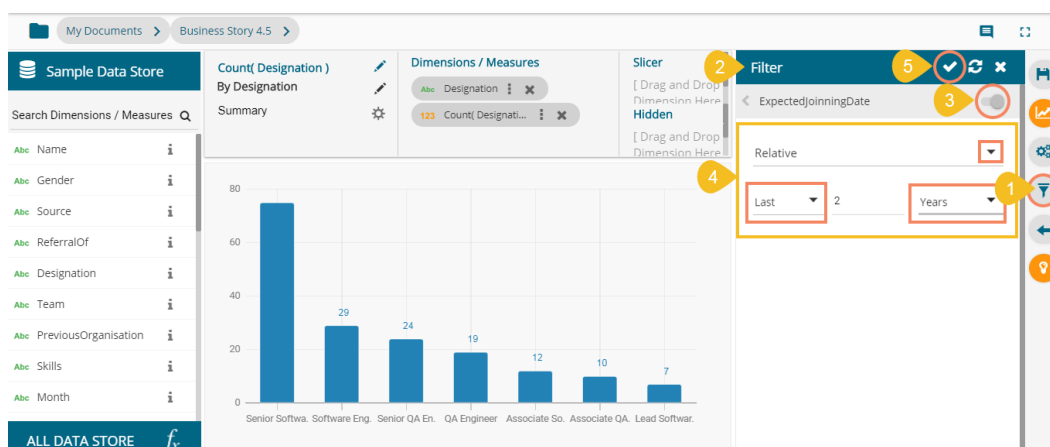 My Documents
Business Story 4.5
Sample Data Store
Search Dimensions / Measures
Abc Name i
Abc Gender i
Abc Source i
Abc ReferralOf i
Abc Designation i
Abc Team i
Abc PreviousOrganisation i
Abc Skills i
Abc Month i
ALL DATA STORE fx
Count( Designation )
By Designation
Summary
Dimensions / Measures
Abc Designation
123 Count( Designati...
Slicer
[ Drag and Drop
Dimension Here
Hidden
[ Drag and Drop
Dimension Here
80
60
40
20
0
29
24
19
12
10
7
Senior Softwa. Software Eng. Senior QA En. QA Engineer Associate So. Associate QA. Lead Softwar.
2 Filter 5
ExpectedJoinningDate 3
4
Relative
Last 2 Years
1